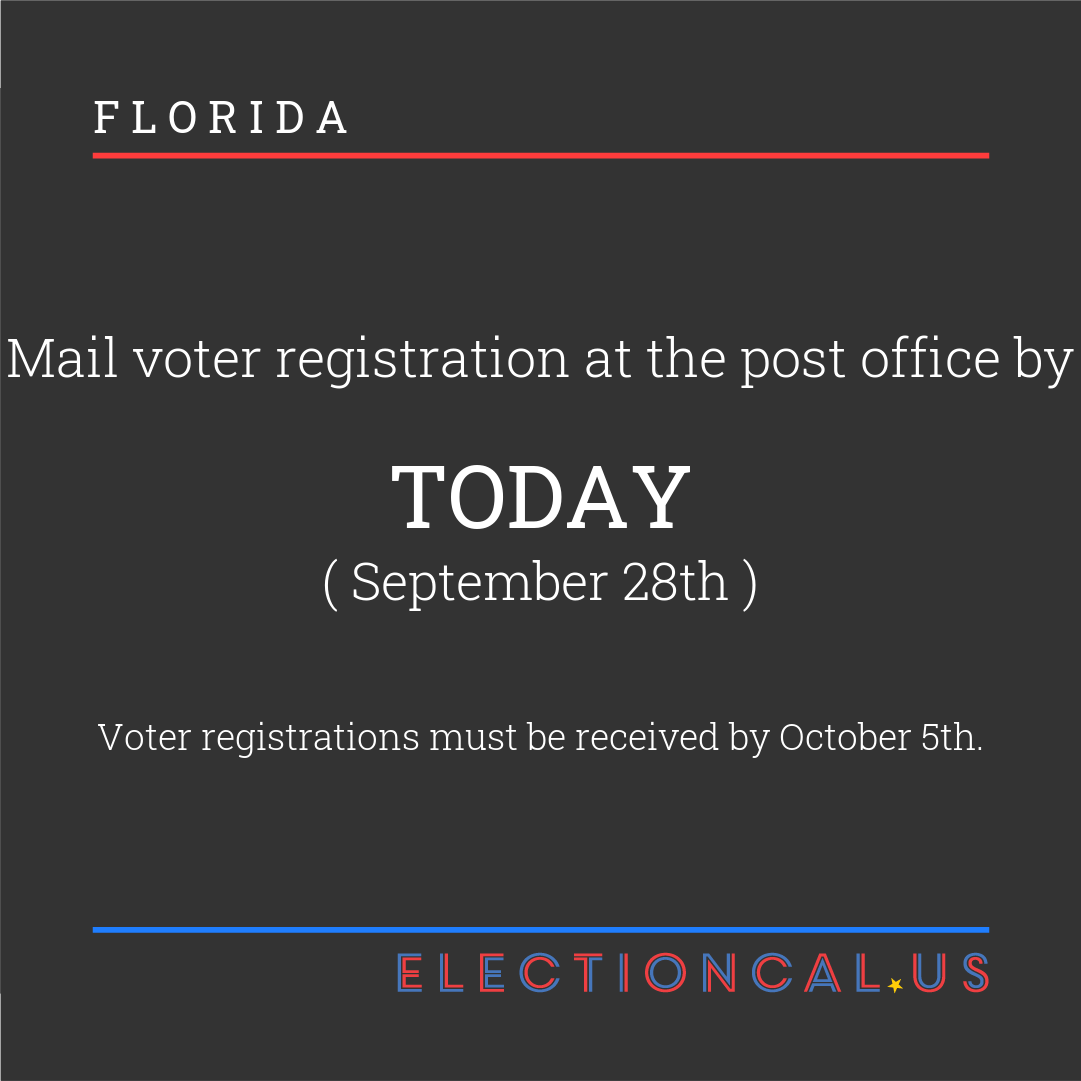 FLORIDA
Mail voter registration at the post office by
TODAY
( September 28th )
Voter registrations must be received by October 5th.
ELECTIONCAL.US